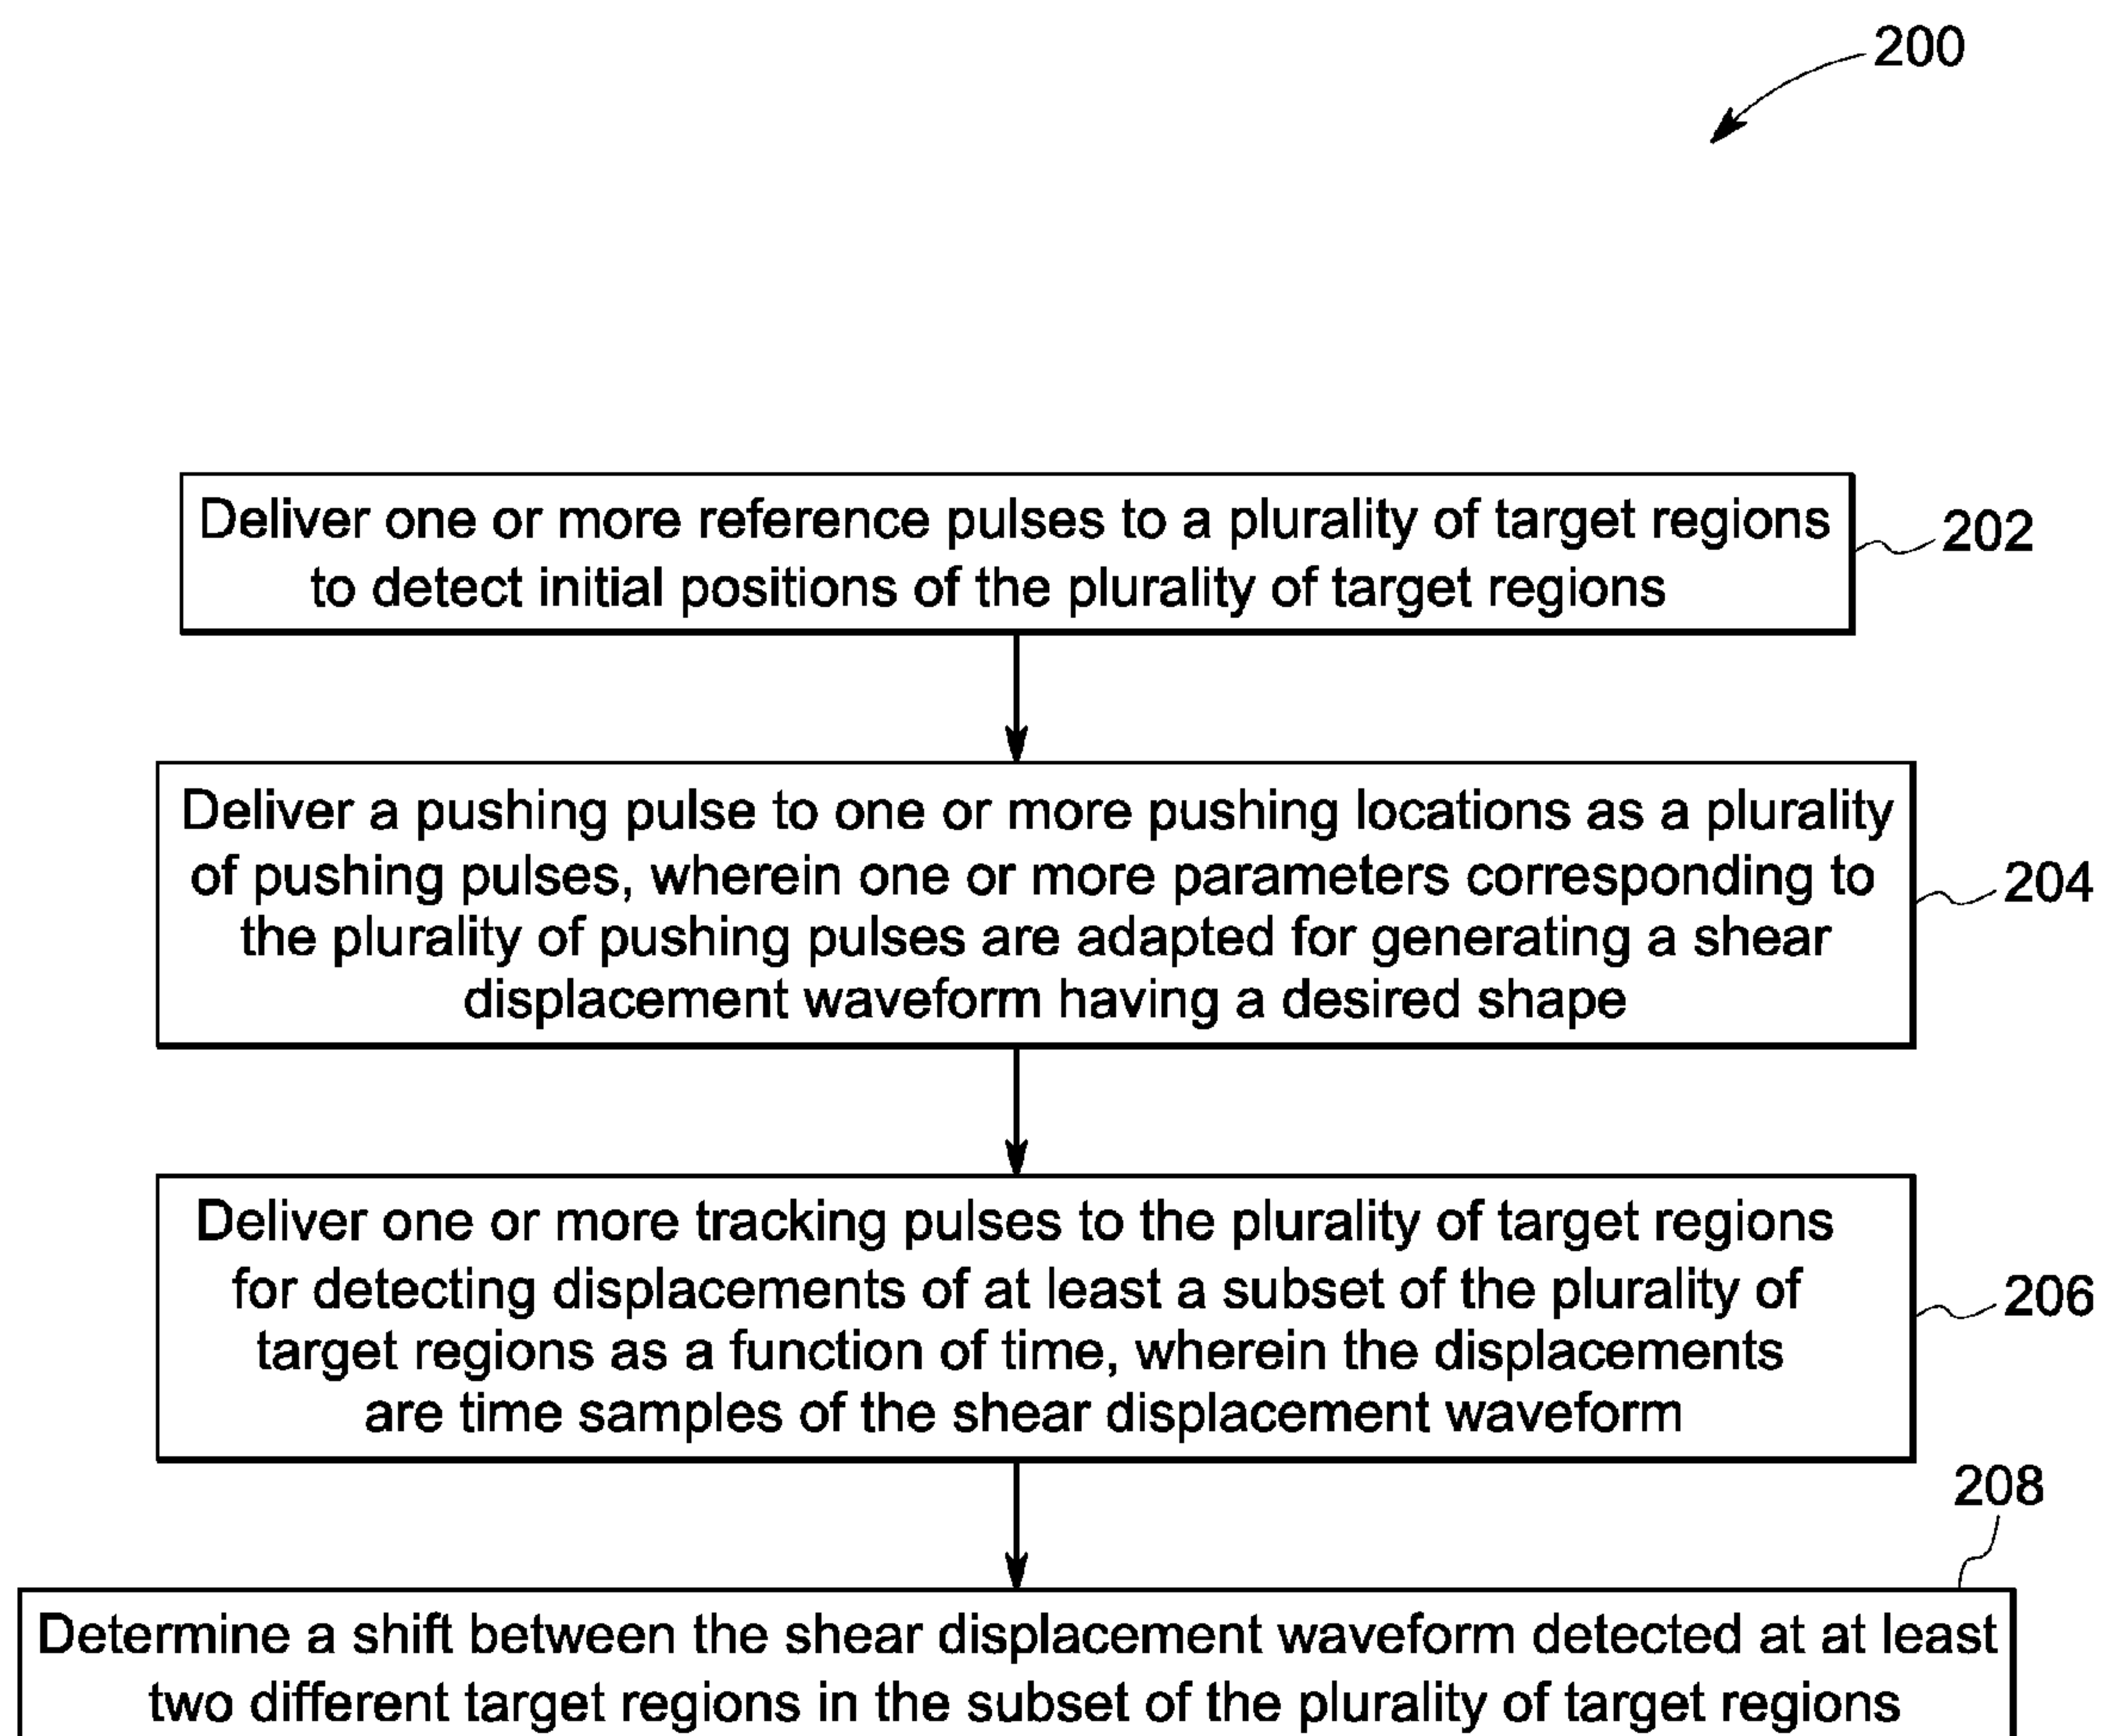 200
Deliver one or more reference pulses to a plurality of target regions
to detect initial positions of the plurality of target regions
202
Deliver a pushing pulse to one or more pushing locations as a plurality
of pushing pulses, wherein one or more parameters corresponding to
the plurality of pushing pulses are adapted for generating a shear
displacement waveform having a desired shape
204
Deliver one or more tracking pulses to the plurality of target regions
for detecting displacements of at least a subset of the plurality of
target regions as a function of time, wherein the displacements
are time samples of the shear displacement waveform
206
208
Determine a shift between the shear displacement waveform detected at at least
two different target regions in the subset of the plurality of target regions